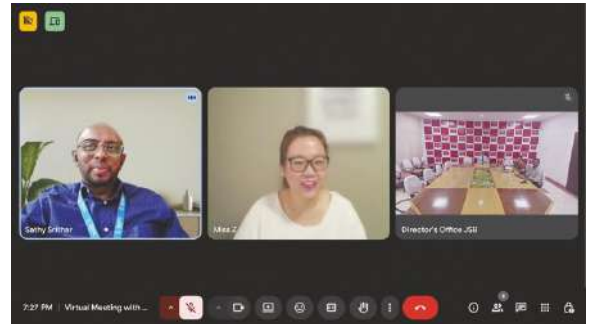 Sathy Srithar
Miss Z
Director's Office JSB
7:27 PM | Virtual Meeting with ...